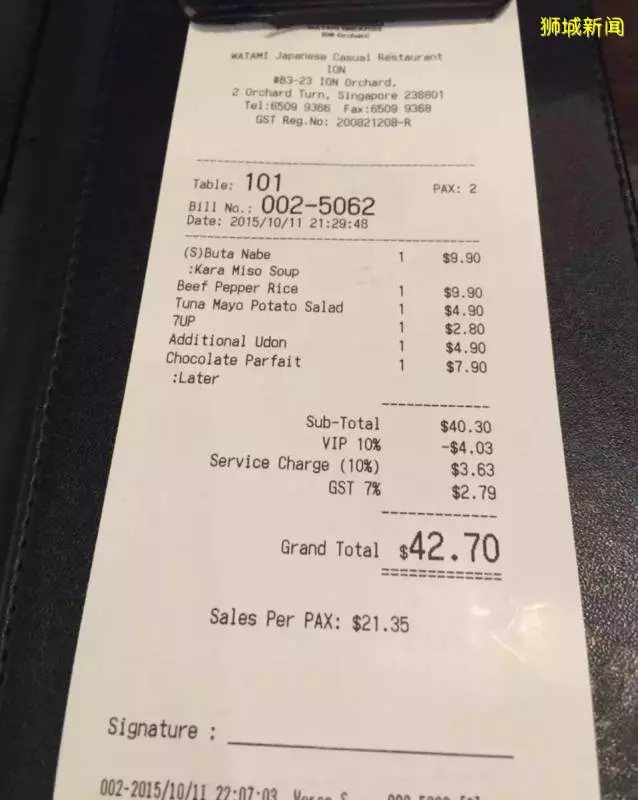 狮城新闻
WATAMI Japanese Casual Restaurant
ION
#B3-23 ION Orchard,
2 Orchard Turn, Singapore 238801
Tel:6509 9366 Fax:6509 9368
GST Reg.No: 200821208-R
Table: 101 PAX: 2
Bill No.: 002-5062
Date: 2015/10/11 21:29:48
(S)Buta Nabe 1 $9.90
:Kara Miso Soup
Beef Pepper Rice 1 $9.90
Tuna Mayo Potato Salad 1 $4.90
7UP 1 $2.80
Additional Udon 1 $4.90
Chocolate Parfait 1 $7.90
:Later
Sub-Total $40.30
VIP 10% -$4.03
Service Charge (10%) $3.63
GST 7% $2.79
Grand Total $42.70
Sales Per PAX: $21.35
Signature :
002-2015/10/11 22:07:03